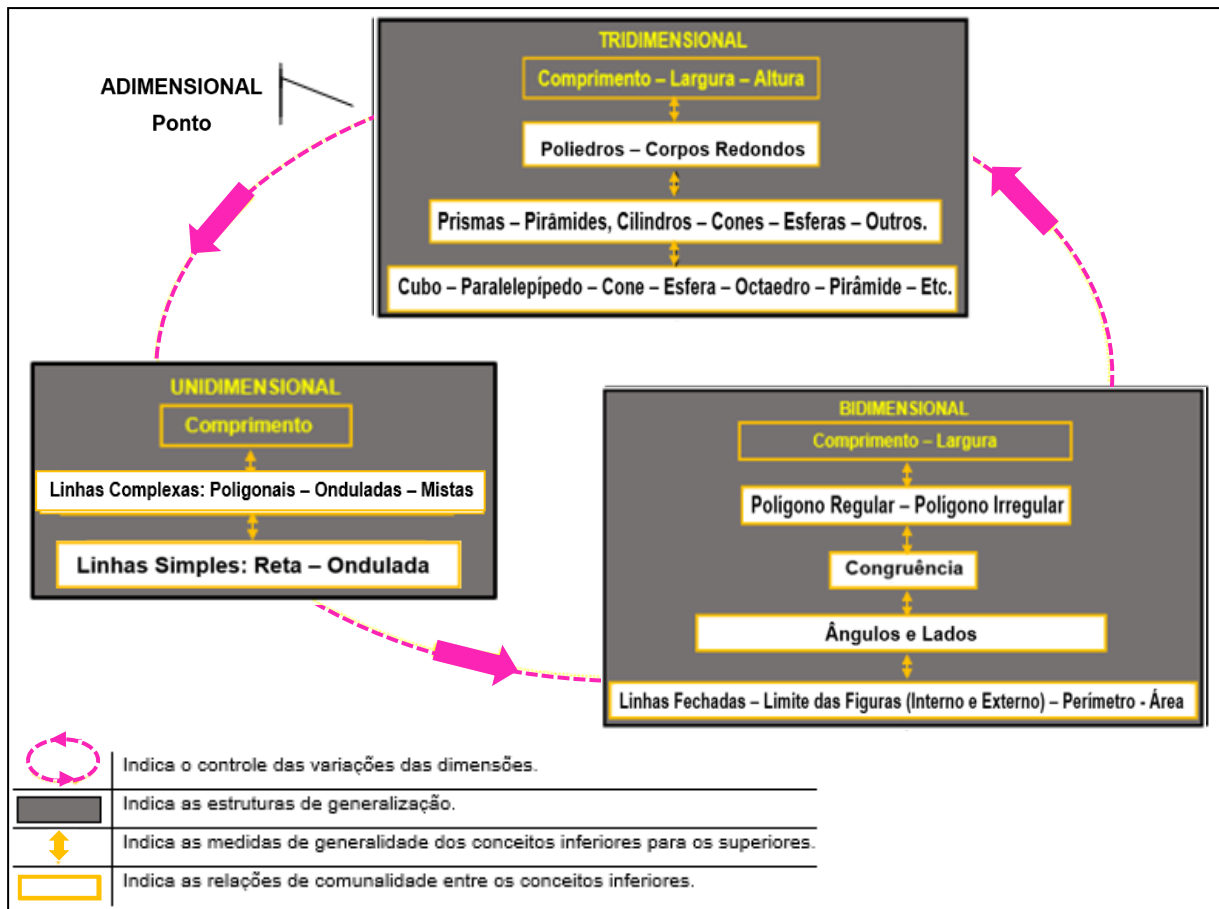 ADIMENSIONAL
Ponto
TRIDIMENSIONAL
Comprimento – Largura – Altura
Poliedros – Corpos Redondos
Prismas – Pirâmides, Cilindros – Cones – Esferas – Outros.
Cubo – Paralelepípedo – Cone – Esfera – Octaedro – Pirâmide – Etc.
UNIDIMENSIONAL
Comprimento
Linhas Complexas: Poligonais – Onduladas – Mistas
Linhas Simples: Reta – Ondulada
BIDIMENSIONAL
Comprimento – Largura
Polígono Regular – Polígono Irregular
Congruência
Ângulos e Lados
Linhas Fechadas – Limite das Figuras (Interno e Externo) – Perímetro - Área
Indica o controle das variações das dimensões.
Indica as estruturas de generalização.
Indica as medidas de generalidade dos conceitos inferiores para os superiores.
Indica as relações de comunalidade entre os conceitos inferiores.